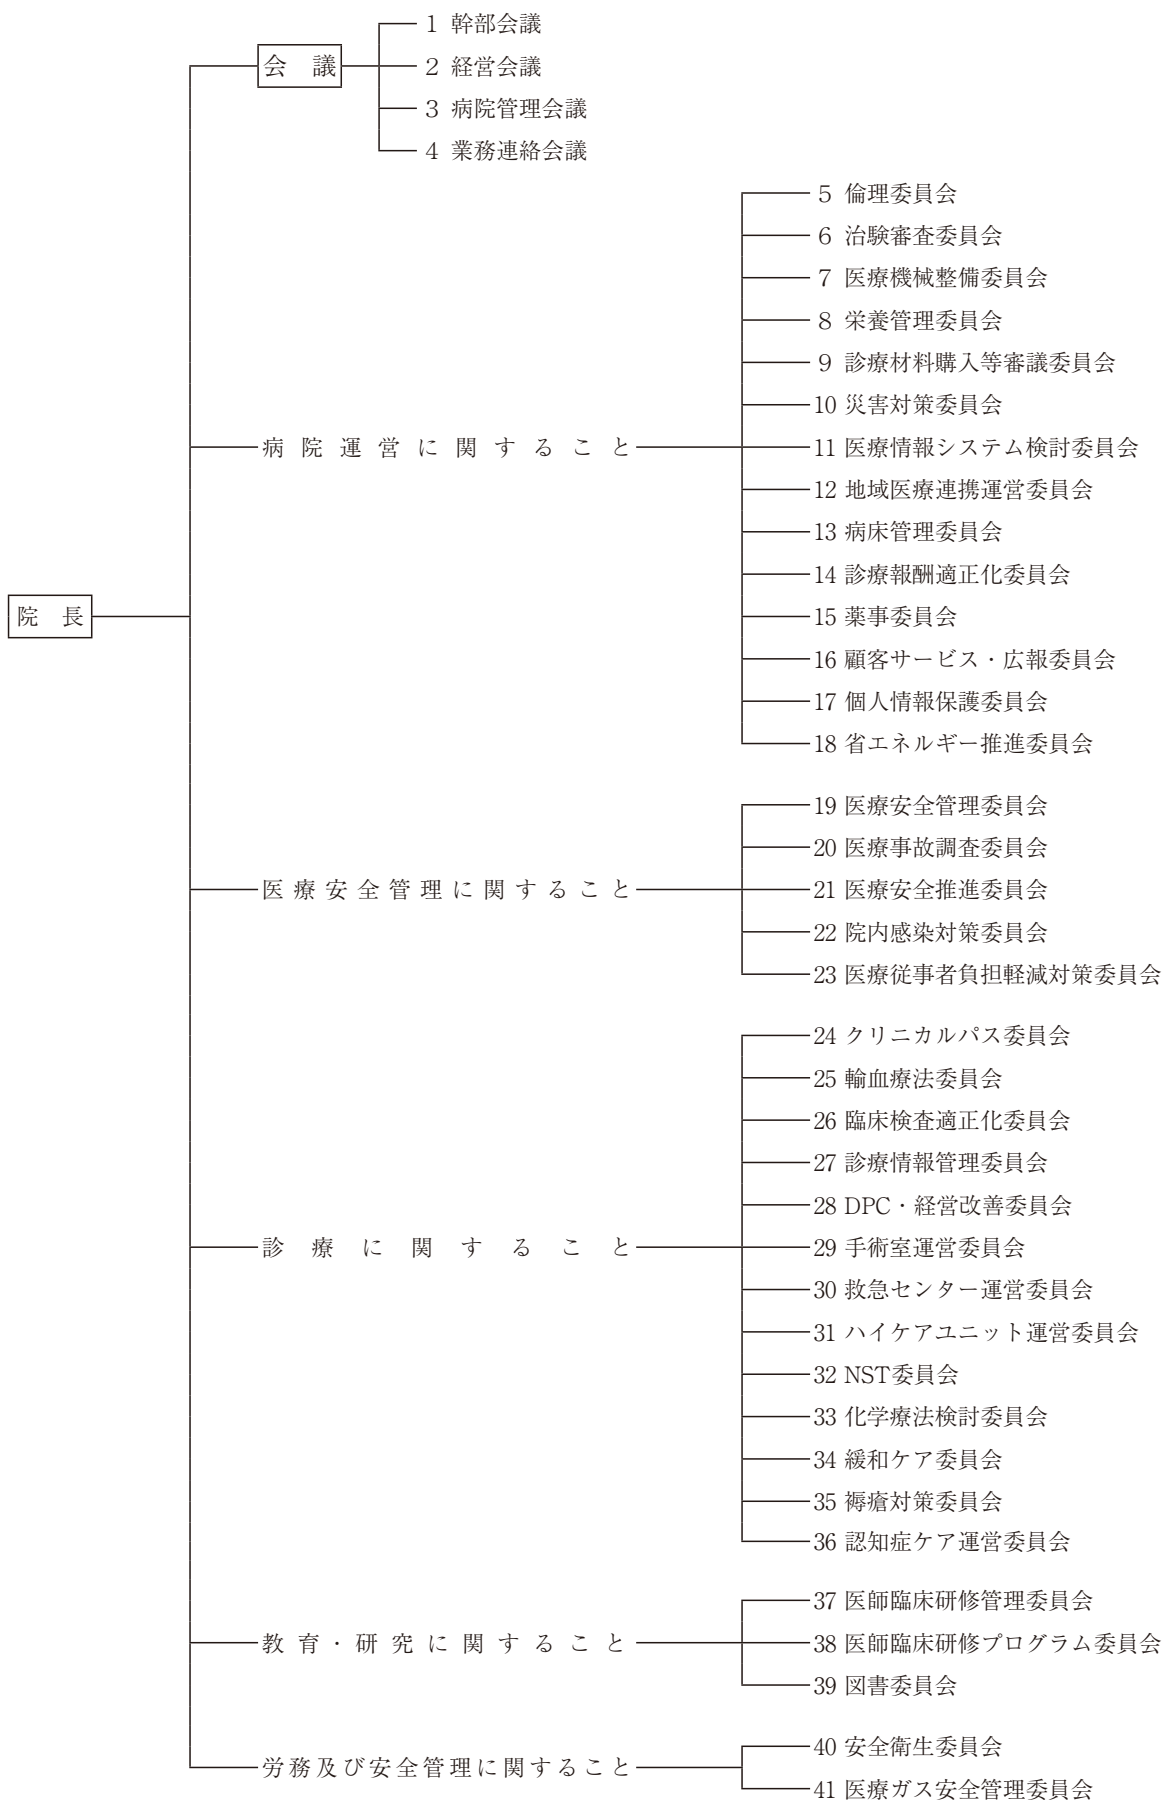 会 議
1 幹部会議
2 経営会議
3 病院管理会議
4 業務連絡会議
病院運営に関すること
5 倫理委員会
6 治験審査委員会
7 医療機械整備委員会
8 栄養管理委員会
9 診療材料購入等審議委員会
10 災害対策委員会
11 医療情報システム検討委員会
12 地域医療連携運営委員会
13 病床管理委員会
14 診療報酬適正化委員会
15 薬事委員会
16 顧客サービス・広報委員会
17 個人情報保護委員会
18 省エネルギー推進委員会
院 長
医療安全管理に関すること
19 医療安全管理委員会
20 医療事故調査委員会
21 医療安全推進委員会
22 院内感染対策委員会
23 医療従事者負担軽減対策委員会
診療に関すること
24 クリニカルパス委員会
25 輸血療法委員会
26 臨床検査適正化委員会
27 診療情報管理委員会
28 DPC・経営改善委員会
29 手術室運営委員会
30 救急センター運営委員会
31 ハイケアユニット運営委員会
32 NST委員会
33 化学療法検討委員会
34 緩和ケア委員会
35 褥瘡対策委員会
36 認知症ケア運営委員会
教育・研究に関すること
37 医師臨床研修管理委員会
38 医師臨床研修プログラム委員会
39 図書委員会
労務及び安全管理に関すること
40 安全衛生委員会
41 医療ガス安全管理委員会